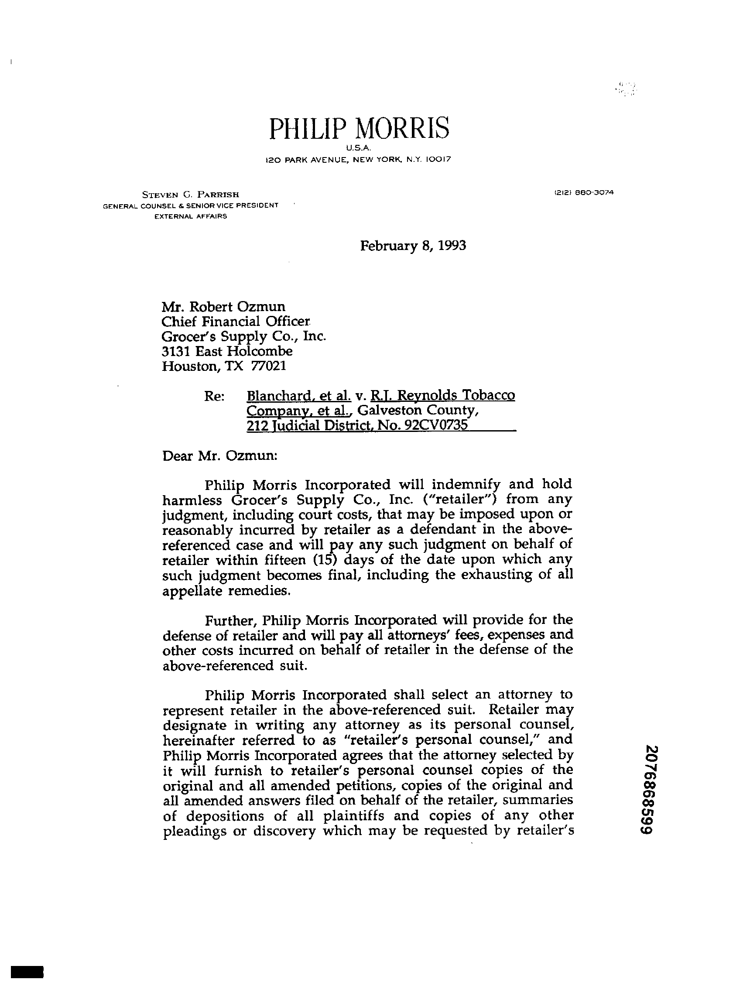 PHILIP MORRIS
U.S.A.
120 PARK AVENUE, NEW YORK, N.Y. 10017
STEVEN G. PARRISH
GENERAL COUNSEL & SENIOR VICE PRESIDENT
EXTERNAL AFFAIRS
(212) 880-3074
February 8, 1993
Mr. Robert Ozmun
Chief Financial Officer
Grocer's Supply Co., Inc.
3131 East Holcombe
Houston, TX 77021
Re: Blanchard, et al. v. R.J. Reynolds Tobacco
Company, et al., Galveston County,
212 Judicial District, No. 92CV0735
Dear Mr. Ozmun:
Philip Morris Incorporated will indemnify and hold
harmless Grocer's Supply Co., Inc. ("retailer") from any
judgment, including court costs, that may be imposed upon or
reasonably incurred by retailer as a defendant in the above-
referenced case and will pay any such judgment on behalf of
retailer within fifteen (15) days of the date upon which any
such judgment becomes final, including the exhausting of all
appellate remedies.
Further, Philip Morris Incorporated will provide for the
defense of retailer and will pay all attorneys' fees, expenses and
other costs incurred on behalf of retailer in the defense of the
above-referenced suit.
Philip Morris Incorporated shall select an attorney to
represent retailer in the above-referenced suit. Retailer may
designate in writing any attorney as its personal counsel,
hereinafter referred to as "retailer's personal counsel," and
Philip Morris Incorporated agrees that the attorney selected by
it will furnish to retailer's personal counsel copies of the
original and all amended petitions, copies of the original and
all amended answers filed on behalf of the retailer, summaries
of depositions of all plaintiffs and copies of any other
pleadings or discovery which may be requested by retailer's
2076868599